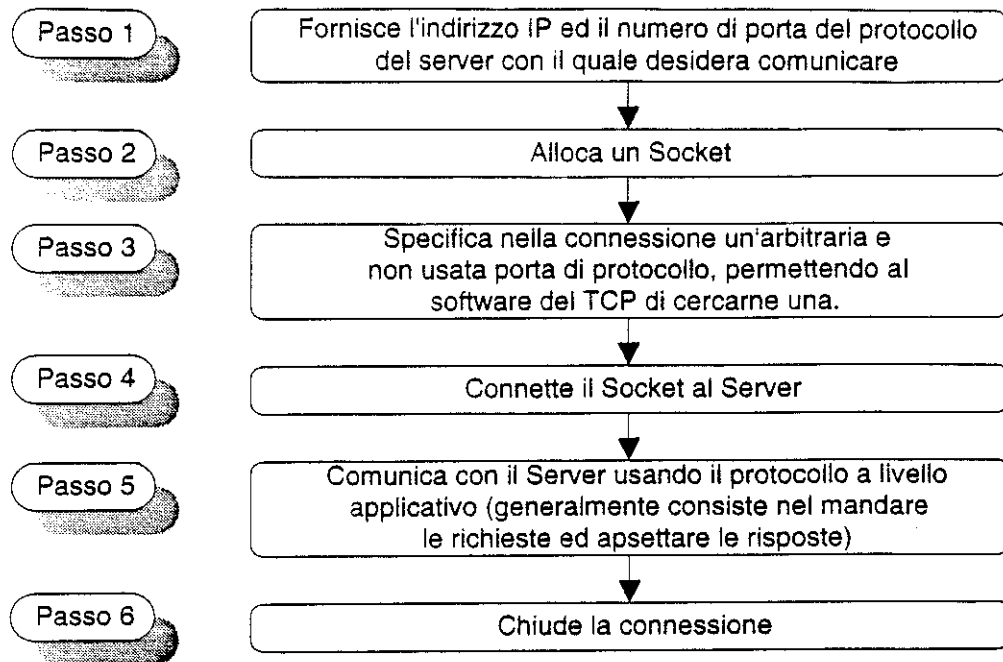 Passo 1
Fornisce l'indirizzo IP ed il numero di porta del protocollo
del server con il quale desidera comunicare
Passo 2
Alloca un Socket
Passo 3
Specifica nella connessione un'arbitraria e
non usata porta di protocollo, permettendo al
software del TCP di cercarne una.
Passo 4
Connette il Socket al Server
Passo 5
Comunica con il Server usando il protocollo a livello
applicativo (generalmente consiste nel mandare
le richieste ed apsettare le risposte)
Passo 6
Chiude la connessione